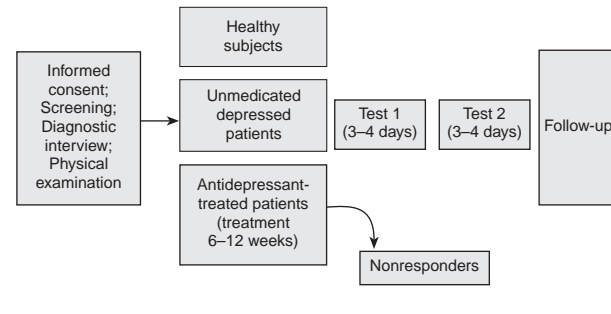 Informed
consent;
Screening;
Diagnostic
interview;
Physical
examination
Healthy
subjects
Unmedicated
depressed
patients
Antidepressant-
treated patients
(treatment
6–12 weeks)
Test 1
(3–4 days)
Test 2
(3–4 days)
Follow-up
Nonresponders